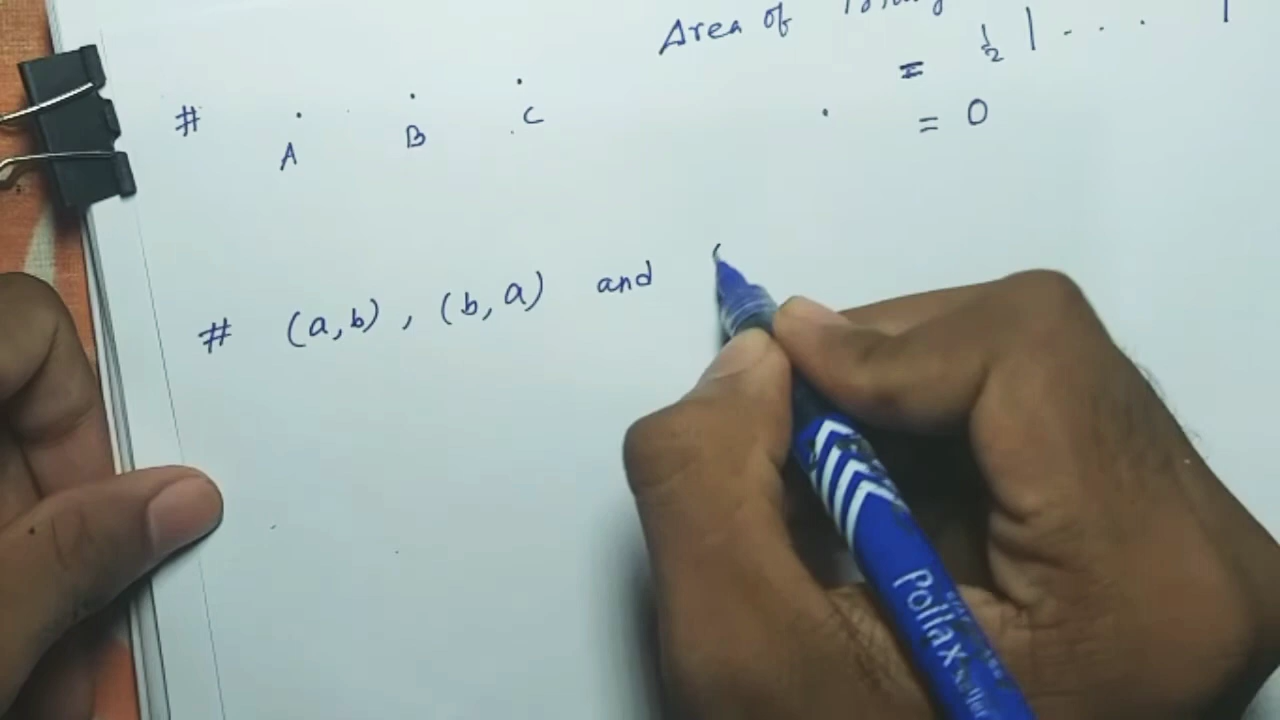 Area of
= 1/2 | . . . |
= 0
# A B C
# (a,b), (b,a) and (
Pollax